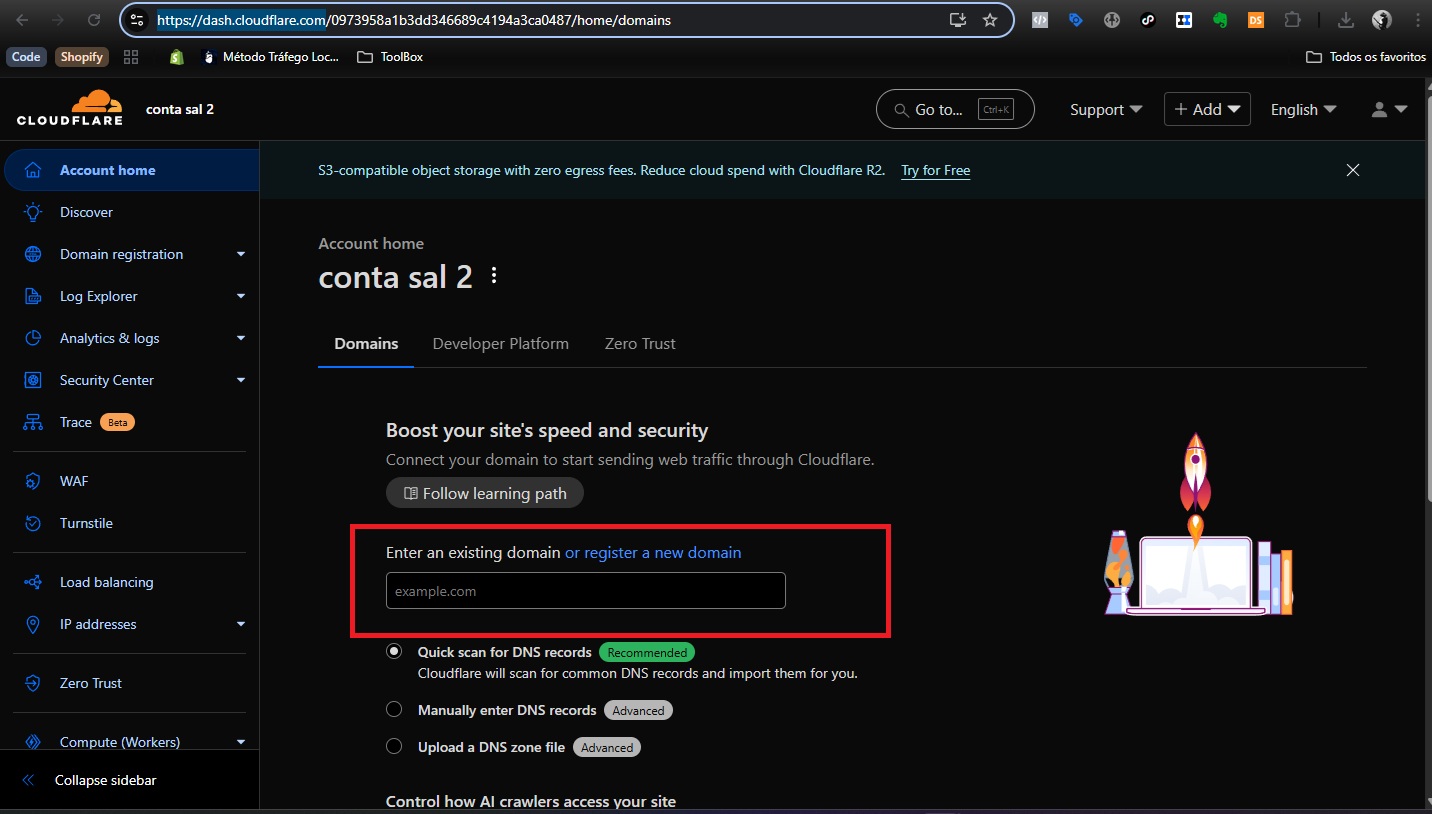 https://dash.cloudflare.com/0973958a1b3dd346689c4194a3ca0487/home/domains
Code Shopify Método Tráfego Loc... ToolBox Todos os favoritos
CLOUDFLARE conta sal 2 Go to... Ctrl+K Support + Add English
Account home
Discover
Domain registration
Log Explorer
Analytics & logs
Security Center
Trace Beta
WAF
Turnstile
Load balancing
IP addresses
Zero Trust
Compute (Workers)
Collapse sidebar
S3-compatible object storage with zero egress fees. Reduce cloud spend with Cloudflare R2. Try for Free
Account home
conta sal 2
Domains Developer Platform Zero Trust
Boost your site's speed and security
Connect your domain to start sending web traffic through Cloudflare.
Follow learning path
Enter an existing domain or register a new domain
example.com
Quick scan for DNS records Recommended
Cloudflare will scan for common DNS records and import them for you.
Manually enter DNS records Advanced
Upload a DNS zone file Advanced
Control how AI crawlers access your site